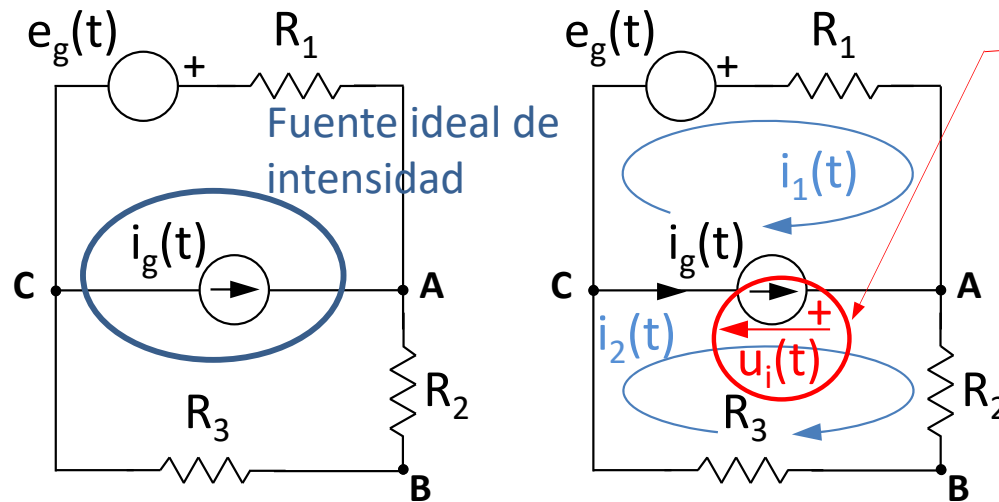 e_g(t)
+
R_1
Fuente ideal de
intensidad
i_g(t)
C
A
R_2
R_3
B
e_g(t)
+
R_1
i_1(t)
i_g(t)
C
A
i_2(t)
+
u_i(t)
R_2
R_3
B